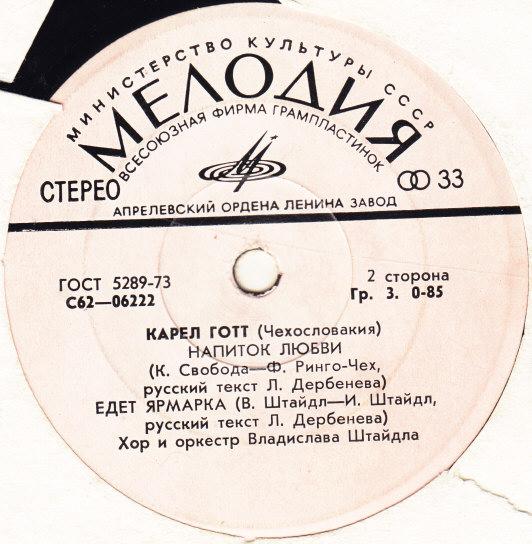 МИНИСТЕРСТВО КУЛЬТУРЫ СССР
МЕЛОДИЯ
ВСЕСОЮЗНАЯ ФИРМА ГРАМПЛАСТИНОК
СТЕРЕО 33
АПРЕЛЕВСКИЙ ОРДЕНА ЛЕНИНА ЗАВОД
ГОСТ 5289-73 2 сторона
С62—06222 Гр. 3. 0-85
КАРЕЛ ГОТТ (Чехословакия)
НАПИТОК ЛЮБВИ
(К. Свобода—Ф. Ринго-Чех,
русский текст Л. Дербенева)
ЕДЕТ ЯРМАРКА (В. Штайдл—И. Штайдл,
русский текст Л. Дербенева)
Хор и оркестр Владислава Штайдла